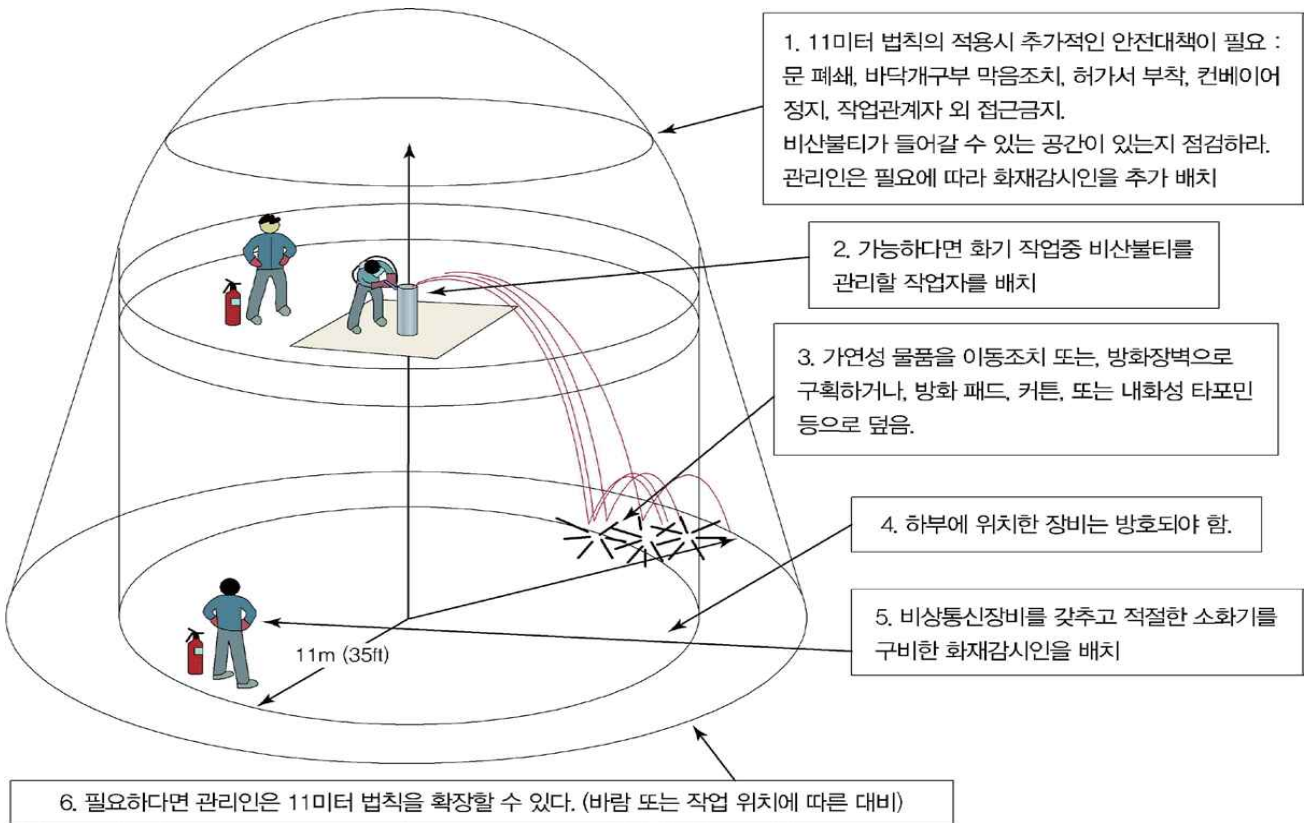 1. 11미터 법칙의 적용시 추가적인 안전대책이 필요 :
문 폐쇄, 바닥개구부 막음조치, 허가서 부착, 컨베이어
정지, 작업관계자 외 접근금지.
비산불티가 들어갈 수 있는 공간이 있는지 점검하라.
관리인은 필요에 따라 화재감시인을 추가 배치
2. 가능하다면 화기 작업중 비산불티를
관리할 작업자를 배치
3. 가연성 물품을 이동조치 또는, 방화장벽으로
구획하거나, 방화 패드, 커튼, 또는 내화성 타포민
등으로 덮음.
4. 하부에 위치한 장비는 방호되야 함.
5. 비상통신장비를 갖추고 적절한 소화기를
구비한 화재감시인을 배치
11m (35ft)
6. 필요하다면 관리인은 11미터 법칙을 확장할 수 있다. (바람 또는 작업 위치에 따른 대비)